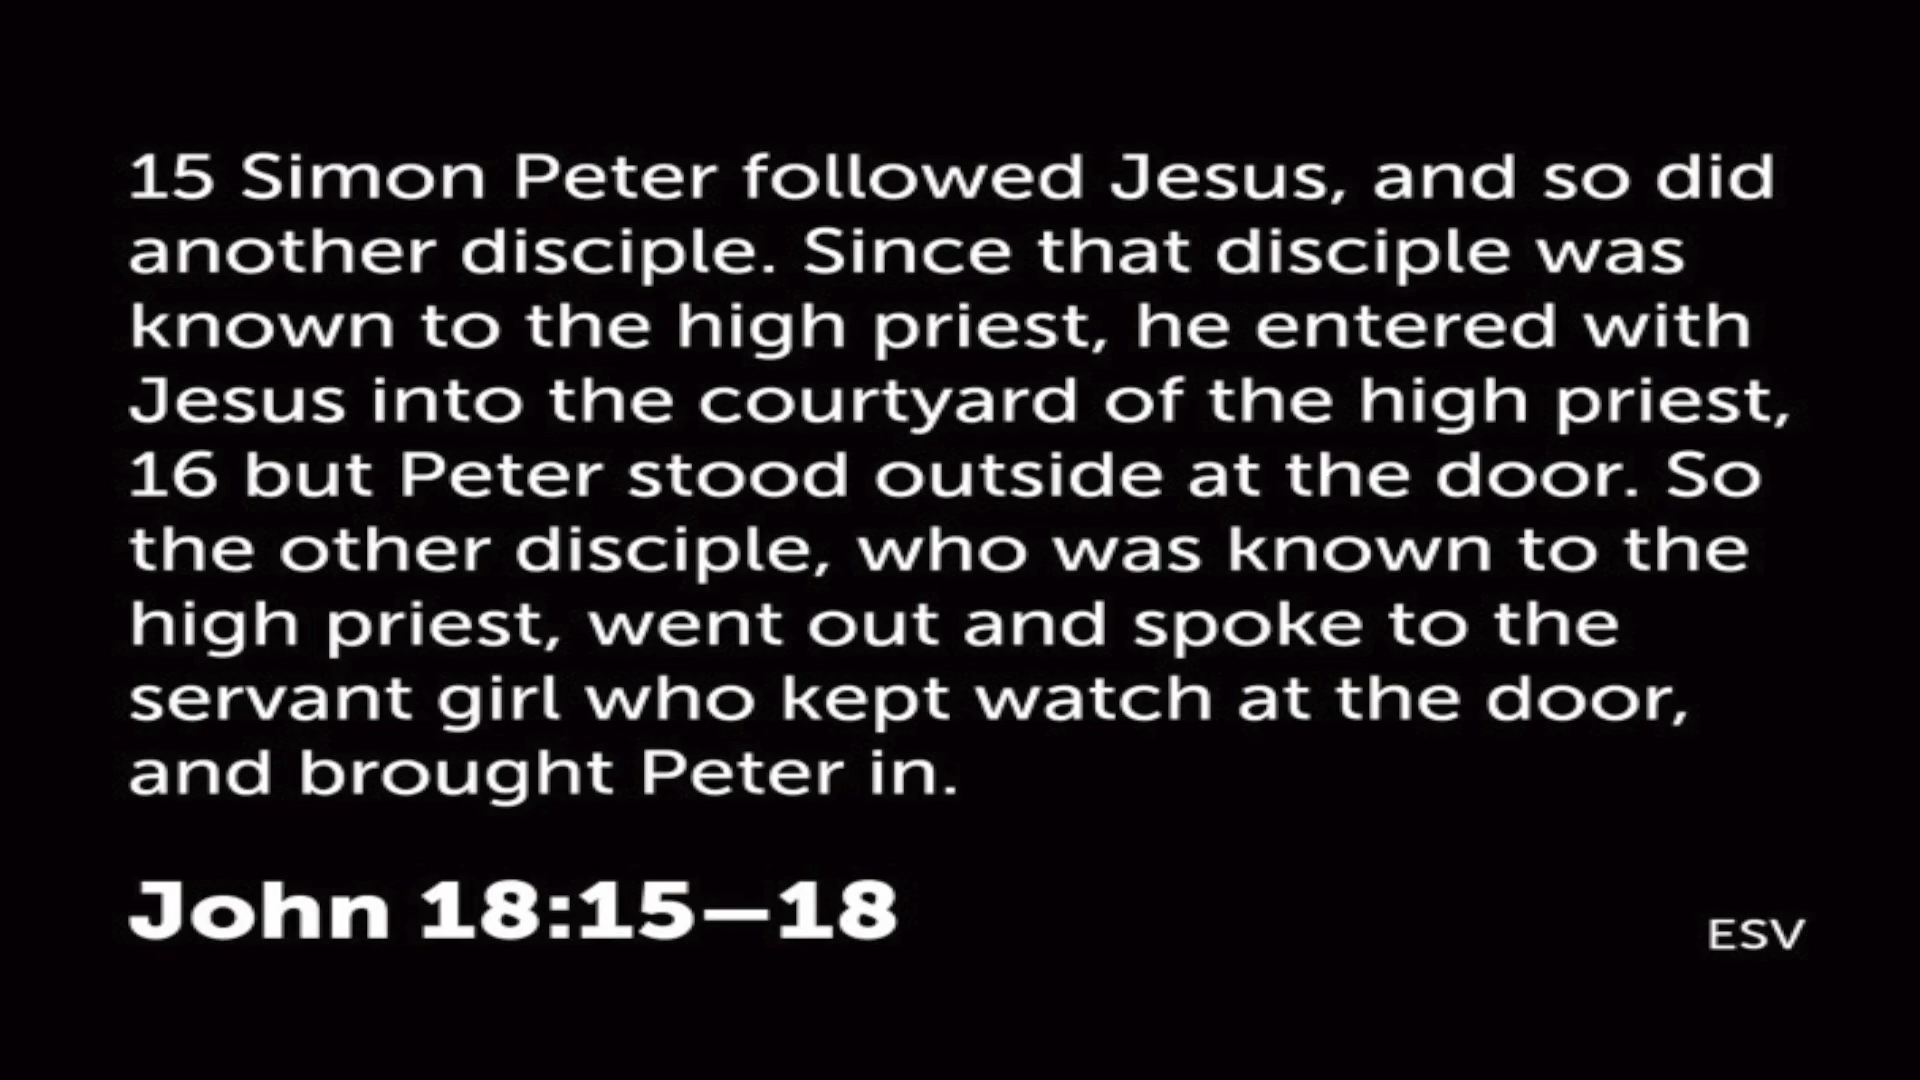 15 Simon Peter followed Jesus, and so did
another disciple. Since that disciple was
known to the high priest, he entered with
Jesus into the courtyard of the high priest,
16 but Peter stood outside at the door. So
the other disciple, who was known to the
high priest, went out and spoke to the
servant girl who kept watch at the door,
and brought Peter in.
John 18:15–18
ESV